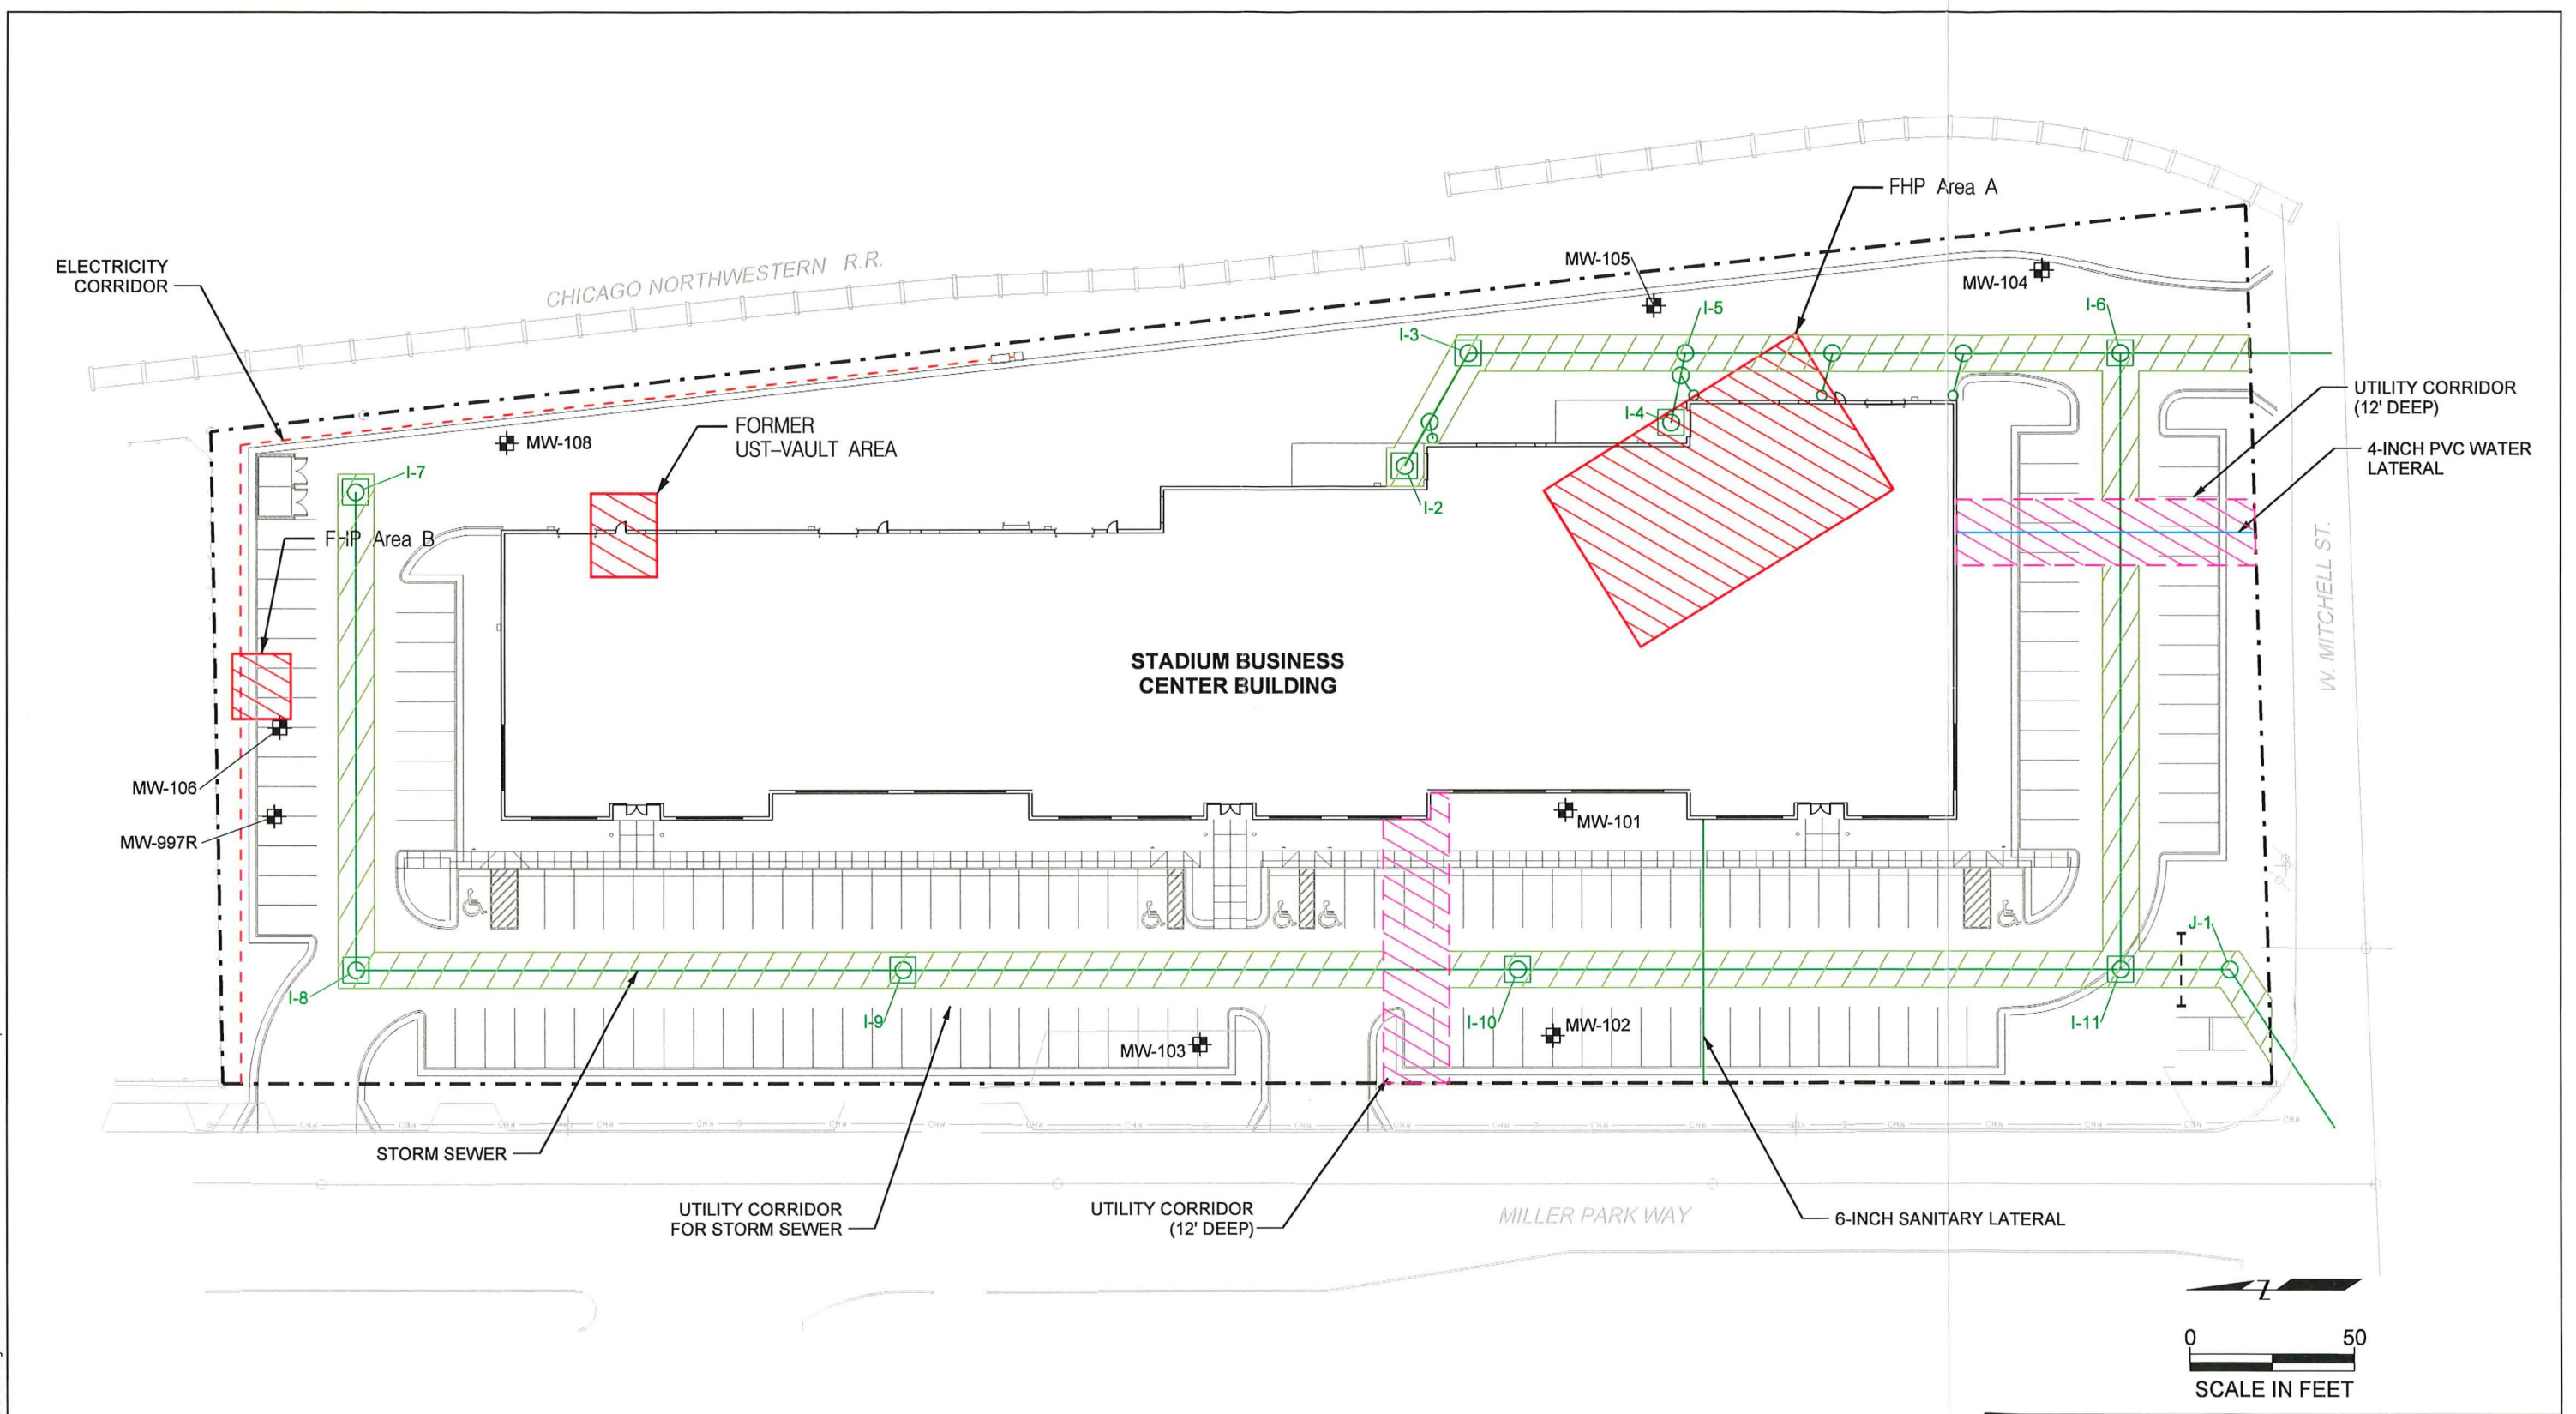 FHP Area A
MW-105
MW-104
ELECTRICITY
CORRIDOR
CHICAGO NORTHWESTERN R.R.
I-3
I-5
I-6
UTILITY CORRIDOR
(12' DEEP)
4-INCH PVC WATER
LATERAL
FORMER
UST-VAULT AREA
I-4
MW-108
I-7
I-2
FHP Area B
W. MITCHELL ST.
STADIUM BUSINESS
CENTER BUILDING
MW-106
MW-997R
MW-101
J-1
I-8
I-9
I-10
I-11
MW-102
MW-103
STORM SEWER
UTILITY CORRIDOR
FOR STORM SEWER
UTILITY CORRIDOR
(12' DEEP)
MILLER PARK WAY
6-INCH SANITARY LATERAL
Z
0 50
SCALE IN FEET